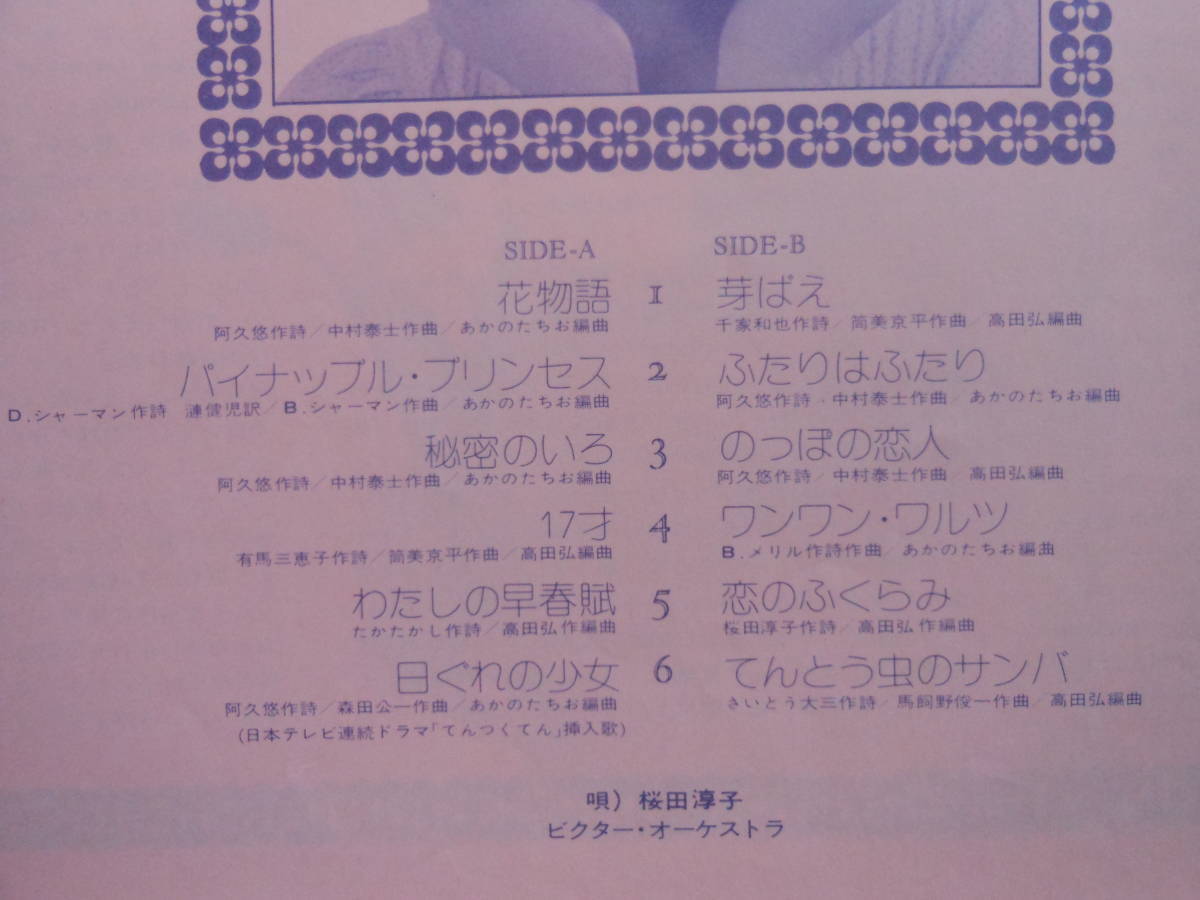 SIDE-A
花物語 1
阿久悠作詩/中村泰士作曲/あかのたちお編曲
パイナップル・プリンセス 2
D.シャーマン作詩 漣健児訳/B.シャーマン作曲/あかのたちお編曲
秘密のいろ 3
阿久悠作詩/中村泰士作曲/あかのたちお編曲
17才 4
有馬三恵子作詩/筒美京平作曲/高田弘編曲
わたしの早春賦 5
たかたかし作詩/高田弘作編曲
日ぐれの少女 6
阿久悠作詩/森田公一作曲/あかのたちお編曲
(日本テレビ連続ドラマ「てんつくてん」挿入歌)
SIDE-B
芽ばえ
千家和也作詩/筒美京平作曲/高田弘編曲
ふたりはふたり
阿久悠作詩・中村泰士作曲/あかのたちお編曲
のっぽの恋人
阿久悠作詩/中村泰士作曲/高田弘編曲
ワンワン・ワルツ
B.メリル作詩作曲/あかのたちお編曲
恋のふくらみ
桜田淳子作詩/高田弘作編曲
てんとう虫のサンバ
さいとう大三作詩/馬飼野俊一作曲/高田弘編曲
唄) 桜田淳子
ビクター・オーケストラ